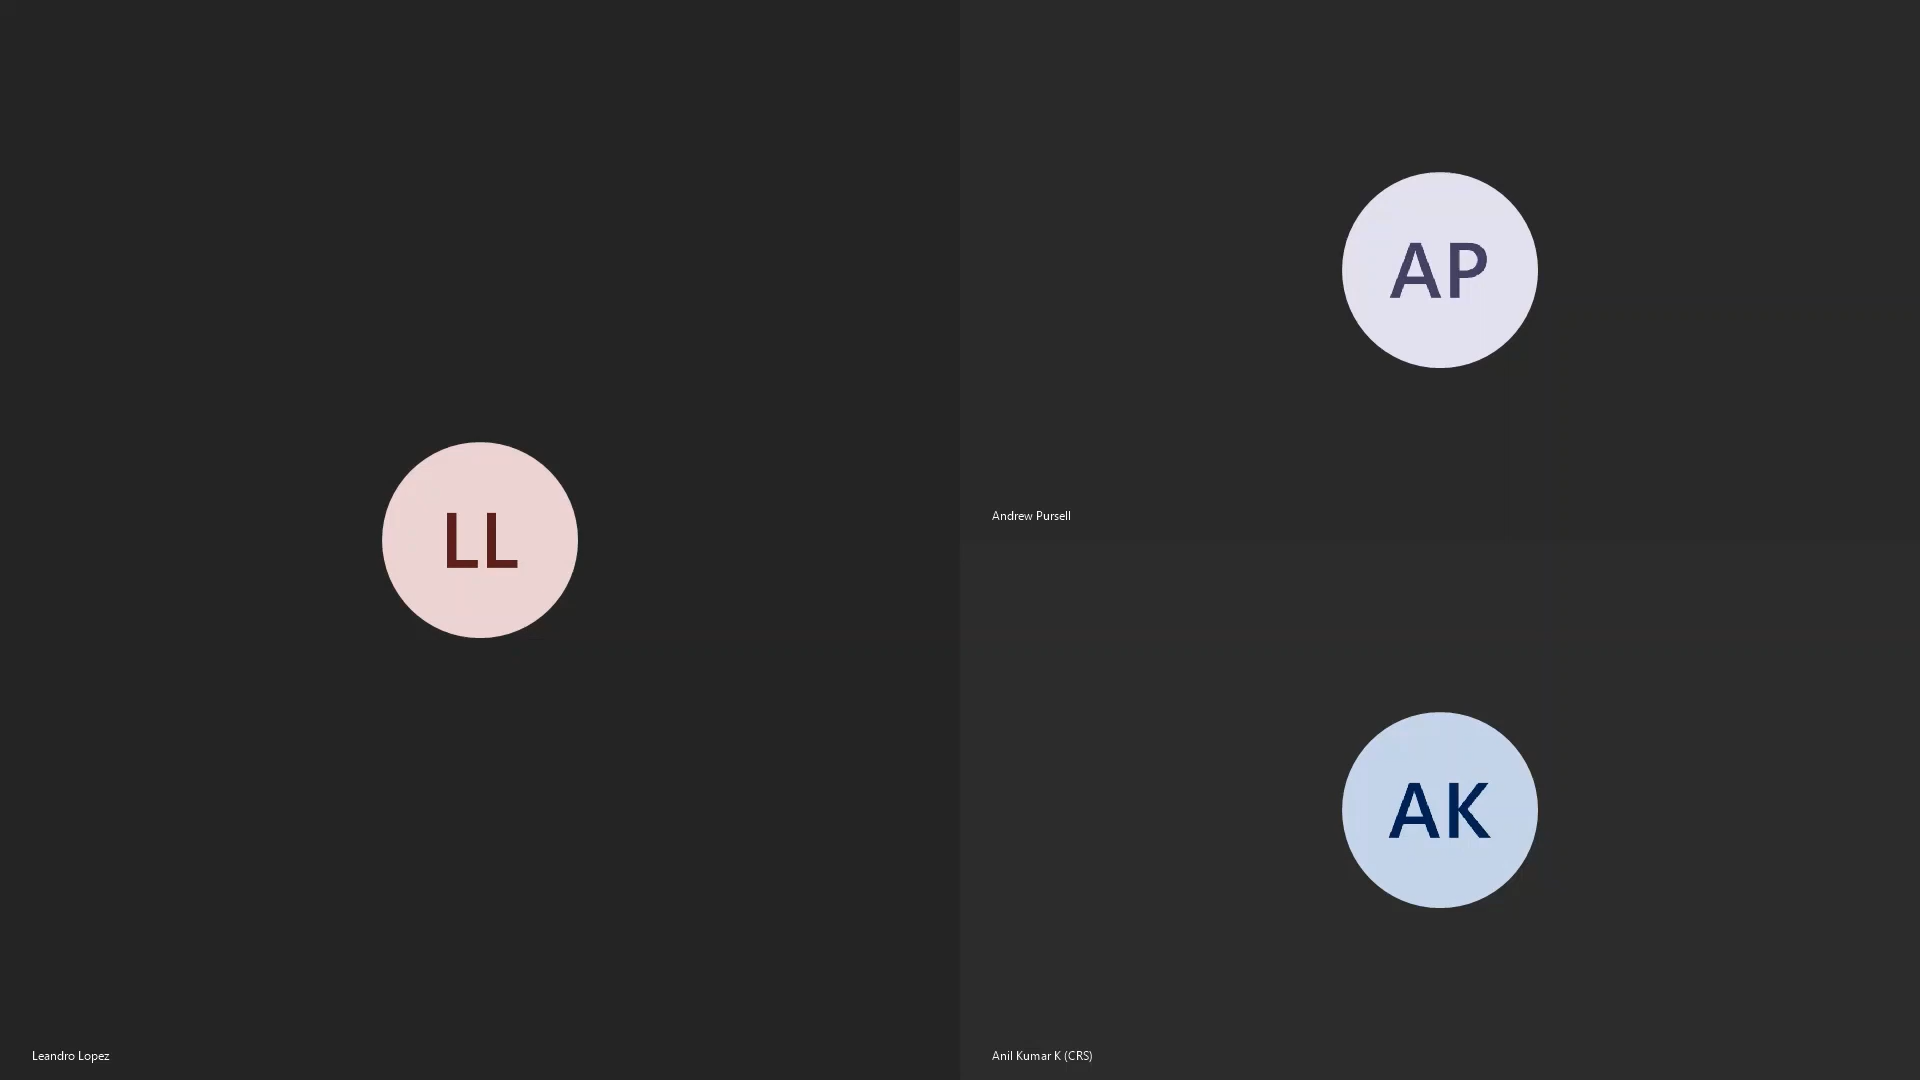 LL
Leandro Lopez
AP
Andrew Pursell
AK
Anil Kumar K (CRS)